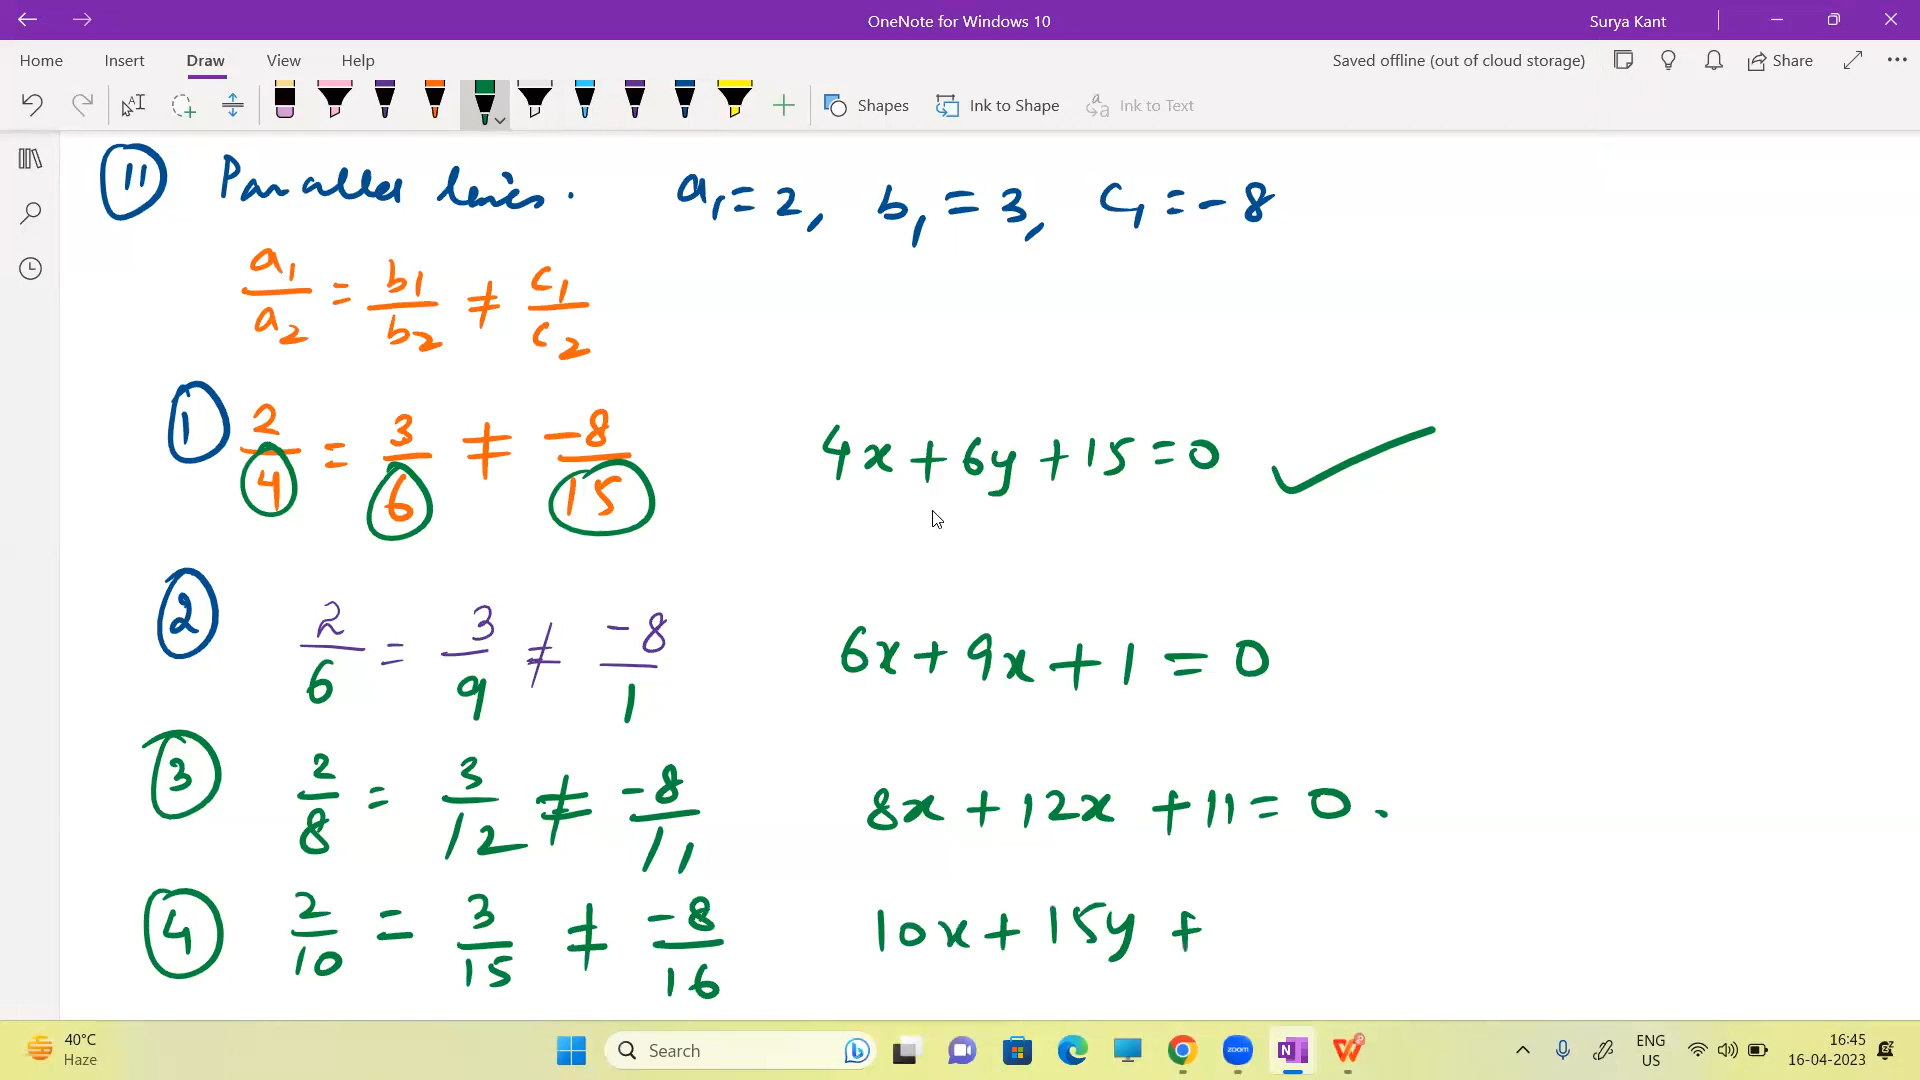 OneNote for Windows 10
Surya Kant
Home Insert Draw View Help
Saved offline (out of cloud storage)
Share
Shapes
Ink to Shape
Ink to Text
(11) Parallel lines. a₁=2, b₁=3, c₁=-8
a₁/a₂ = b₁/b₂ ≠ c₁/c₂
(1) 2/4 = 3/6 ≠ -8/15 4x+6y+15=0 ✓
(2) 2/6 = 3/9 ≠ -8/1 6x+9x+1=0
(3) 2/8 = 3/12 ≠ -8/11 8x+12x+11=0.
(4) 2/10 = 3/15 ≠ -8/16 10x+15y+
40°C
Haze
Search
zoom
ENG
US
16:45
16-04-2023